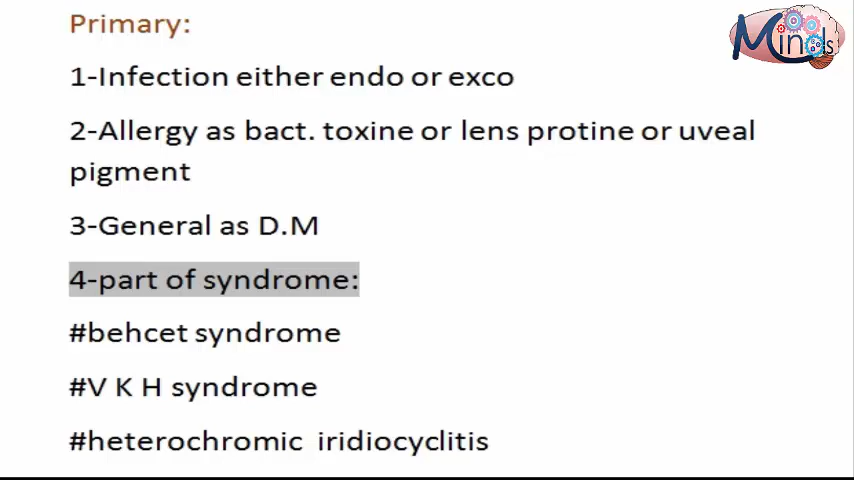 Primary:
Minds
1-Infection either endo or exco
2-Allergy as bact. toxine or lens protine or uveal
pigment
3-General as D.M
4-part of syndrome:
#behcet syndrome
#V K H syndrome
#heterochromic iridiocyclitis